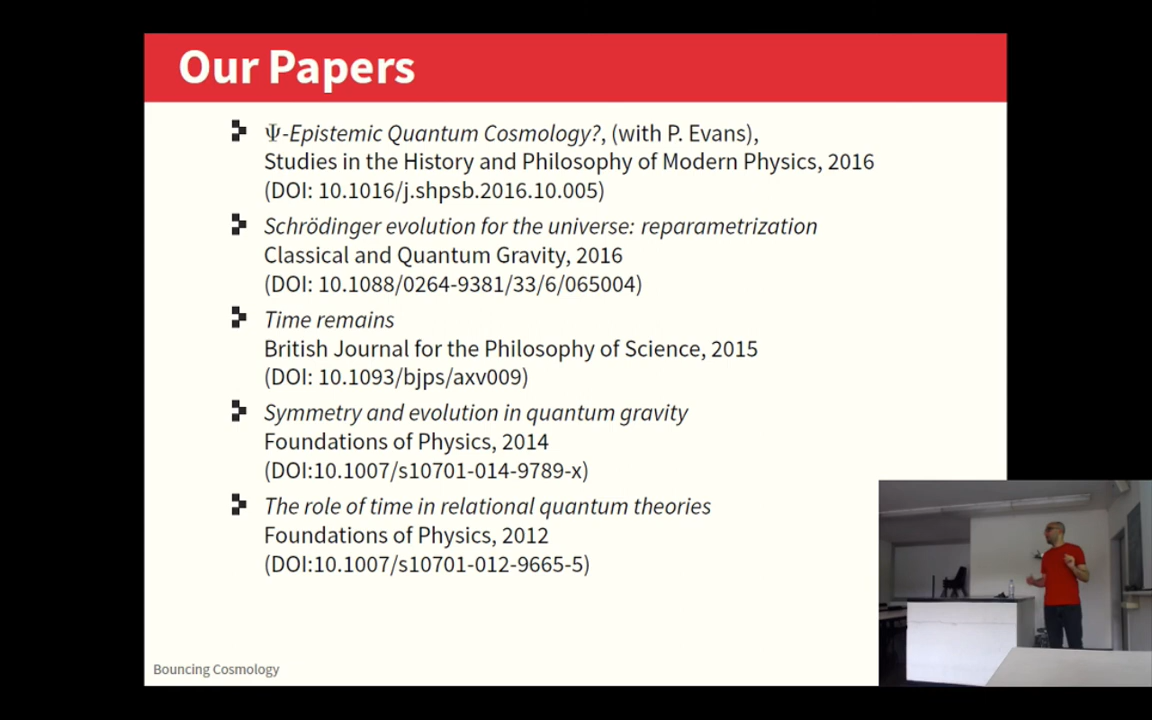 Our Papers
Ψ-Epistemic Quantum Cosmology?, (with P. Evans),
Studies in the History and Philosophy of Modern Physics, 2016
(DOI: 10.1016/j.shpsb.2016.10.005)
Schrödinger evolution for the universe: reparametrization
Classical and Quantum Gravity, 2016
(DOI: 10.1088/0264-9381/33/6/065004)
Time remains
British Journal for the Philosophy of Science, 2015
(DOI: 10.1093/bjps/axv009)
Symmetry and evolution in quantum gravity
Foundations of Physics, 2014
(DOI:10.1007/s10701-014-9789-x)
The role of time in relational quantum theories
Foundations of Physics, 2012
(DOI:10.1007/s10701-012-9665-5)
Bouncing Cosmology